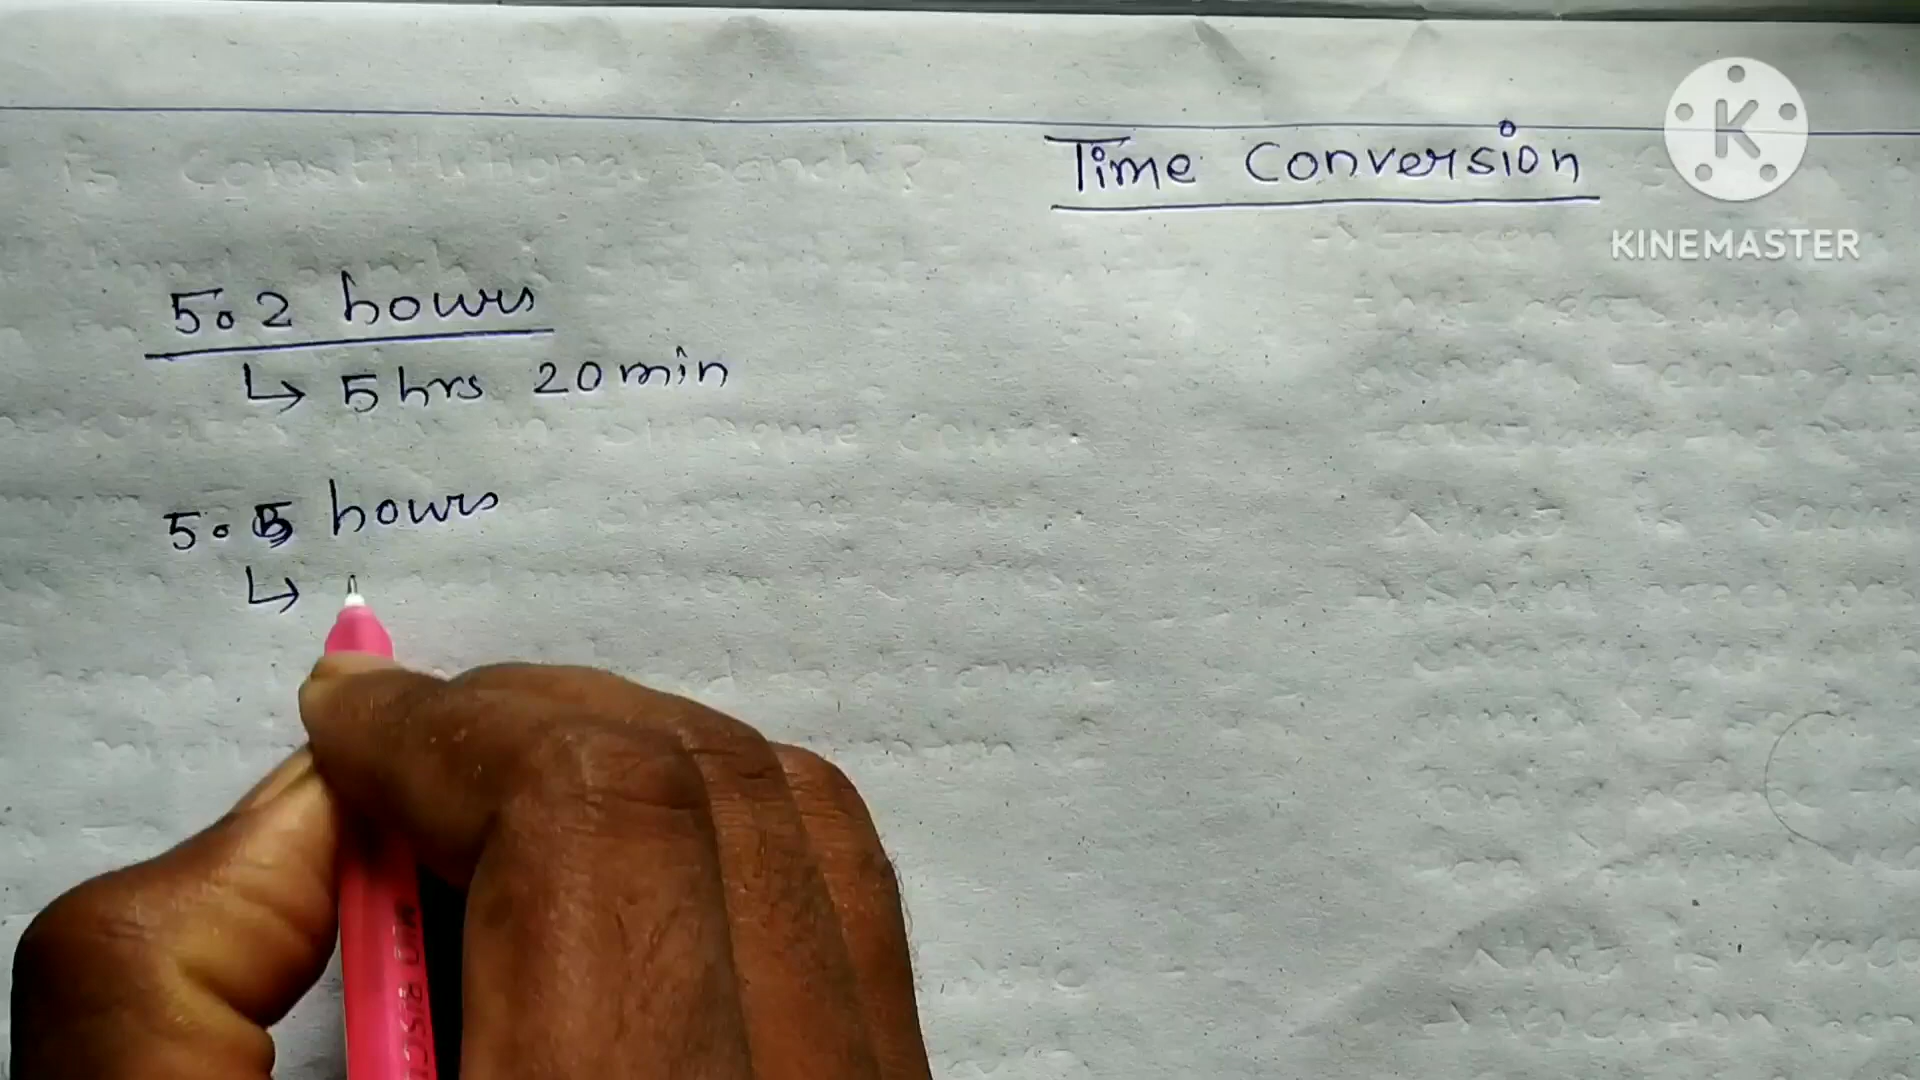 Time Conversion
K
KINEMASTER
5.2 hours
↳ 5 hrs 20 min
5.5 hours
↳